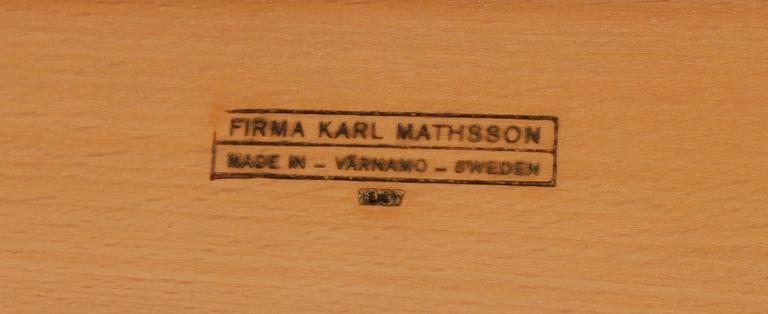 FIRMA KARL MATHSSON
MADE IN – VÄRNAMO – SWEDEN